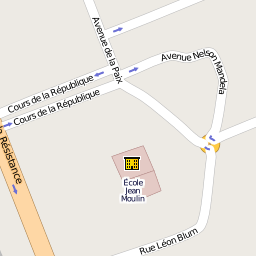 Avenue de la Paix
Avenue Nelson Mandela
Cours de la République
Cours de la République
la Résistance
École
Jean
Moulin
Rue Léon Blum